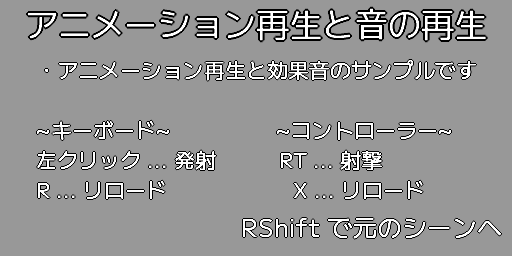 アニメーション再生と音の再生
・アニメーション再生と効果音のサンプルです
~キーボード~
左クリック ... 発射
R ... リロード
~コントローラー~
RT ... 射撃
X ... リロード
RShift で元のシーンへ